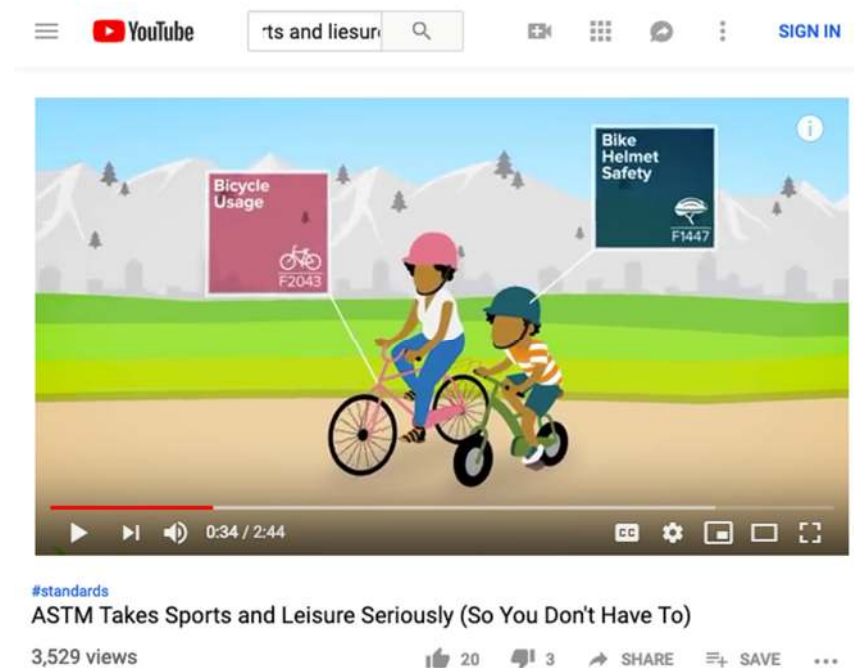 YouTube
rts and liesur
SIGN IN
Bicycle
Usage
F2043
Bike
Helmet
Safety
F1447
i
0:34 / 2:44
CC
#standards
ASTM Takes Sports and Leisure Seriously (So You Don't Have To)
3,529 views
20
3
SHARE
SAVE